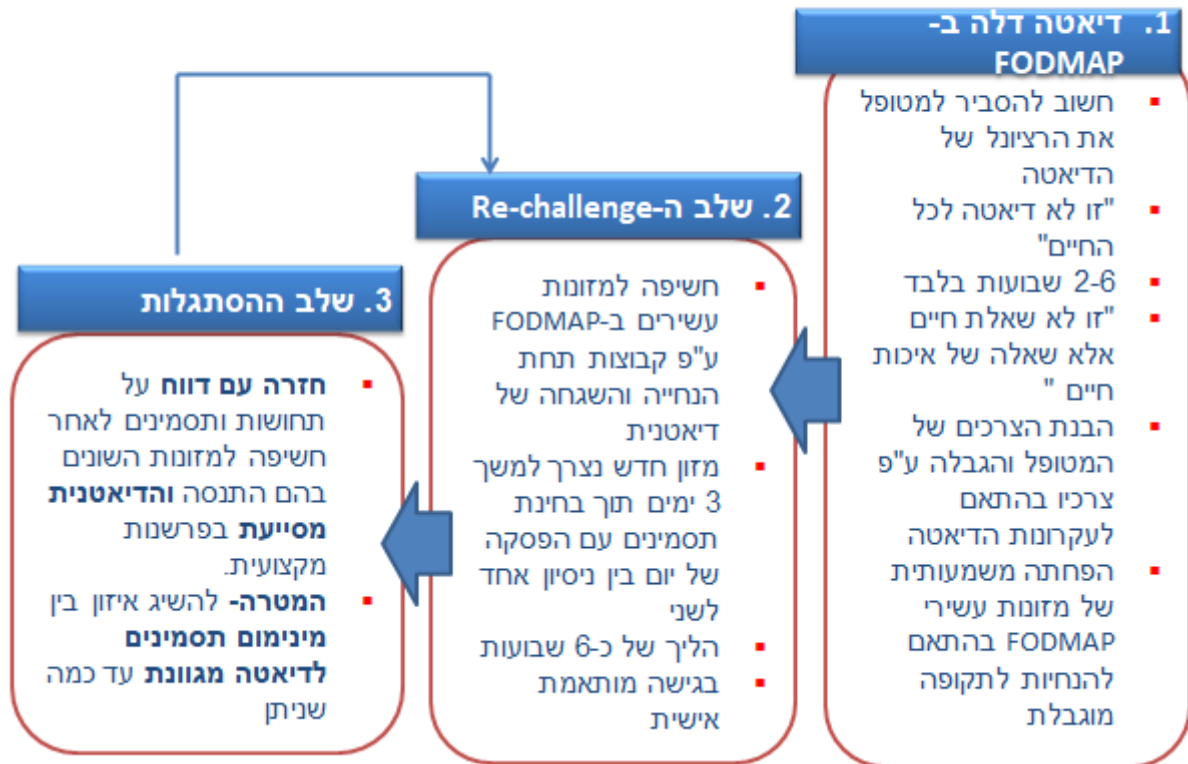 1. דיאטה דלה ב-
FODMAP
חשוב להסביר למטופל
את הרציונל של
הדיאטה
"זו לא דיאטה לכל
החיים"
2-6 שבועות בלבד
"זו לא שאלת חיים
אלא שאלה של איכות
חיים "
הבנת הצרכים של
המטופל והגבלה ע"פ
צרכיו בהתאם
לעקרונות הדיאטה
הפחתה משמעותית
של מזונות עשירי
FODMAP בהתאם
להנחיות לתקופה
מוגבלת
2. שלב ה-Re-challenge
חשיפה למזונות
עשירים ב-FODMAP
ע"פ קבוצות תחת
הנחייה והשגחה של
דיאטנית
מזון חדש נצרך למשך
3 ימים תוך בחינת
תסמינים עם הפסקה
של יום בין ניסיון אחד
לשני
הליך של כ-6 שבועות
בגישה מותאמת
אישית
3. שלב ההסתגלות
חזרה עם דווח על
תחושות ותסמינים לאחר
חשיפה למזונות השונים
בהם התנסה והדיאטנית
מסייעת בפרשנות
מקצועית.
המטרה- להשיג איזון בין
מינימום תסמינים
לדיאטה מגוונת עד כמה
שניתן